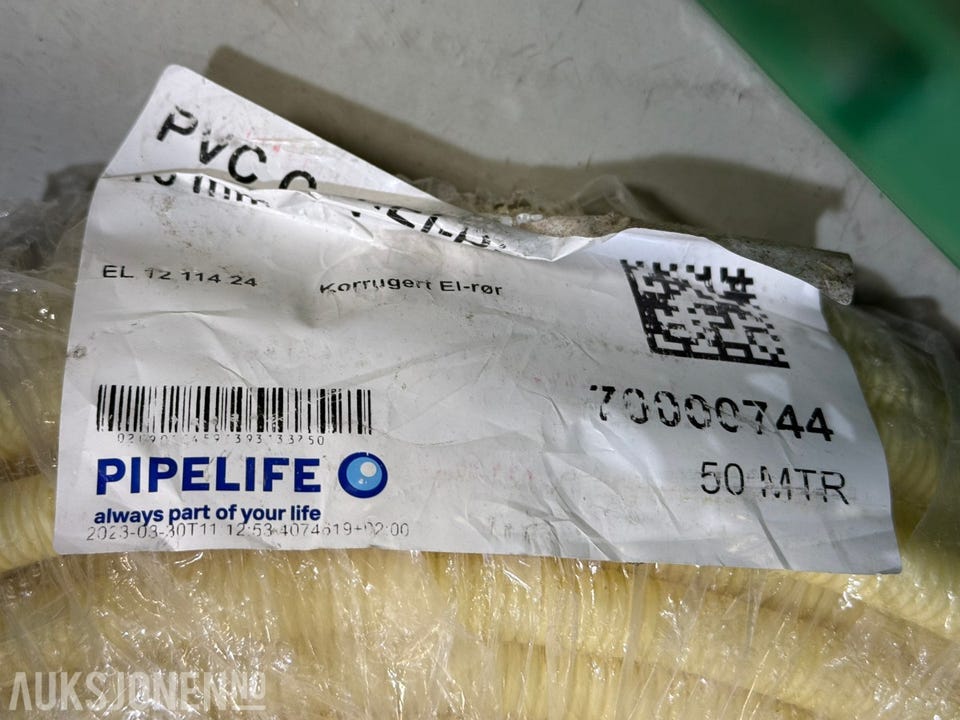 PVC
mm
EL 12 114 24 Korrugert El-rør
70000744
50 MTR
PIPELIFE
always part of your life
2023-03-30T11:12:53.4074619+02:00
AUKSJONEN.NO